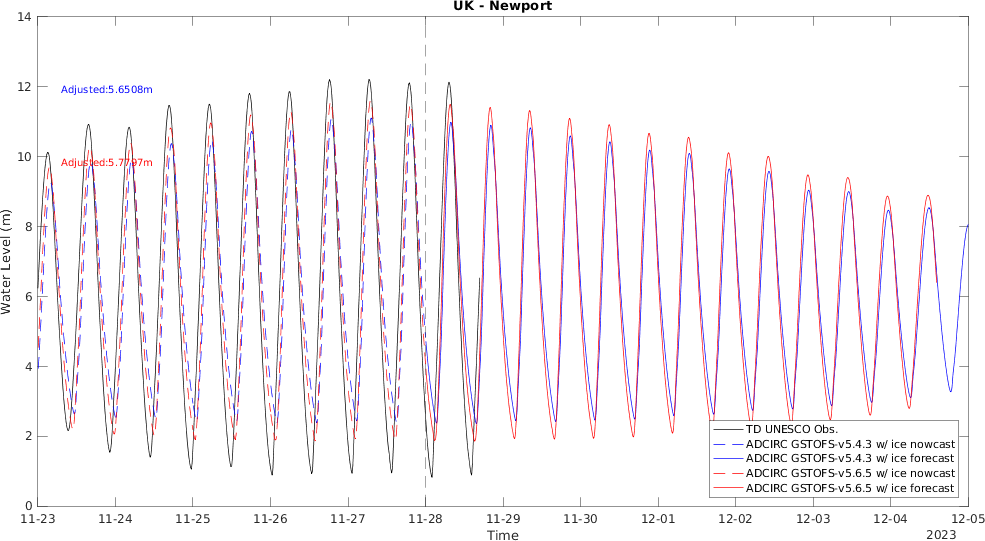 UK - Newport
14
12
10
8
6
4
2
0
Water Level (m)
Adjusted:5.6508m
Adjusted:5.7797m
TD UNESCO Obs.
ADCIRC GSTOFS-v5.4.3 w/ ice nowcast
ADCIRC GSTOFS-v5.4.3 w/ ice forecast
ADCIRC GSTOFS-v5.6.5 w/ ice nowcast
ADCIRC GSTOFS-v5.6.5 w/ ice forecast
11-23 11-24 11-25 11-26 11-27 11-28 11-29 11-30 12-01 12-02 12-03 12-04 12-05
Time
2023